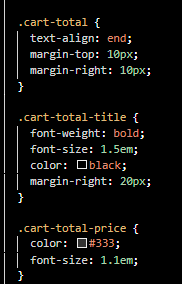 .cart-total {
text-align: end;
margin-top: 10px;
margin-right: 10px;
}
.cart-total-title {
font-weight: bold;
font-size: 1.5em;
color: black;
margin-right: 20px;
}
.cart-total-price {
color: #333;
font-size: 1.1em;
}